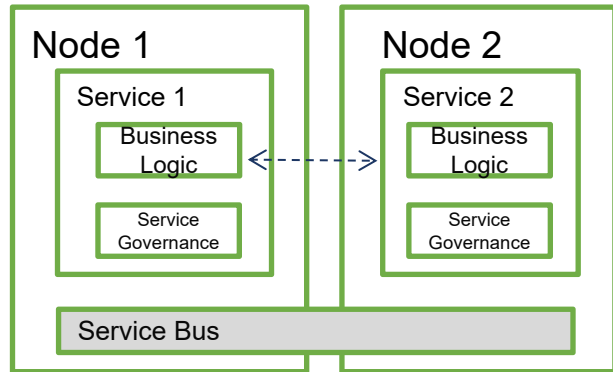 Node 1
Service 1
Business
Logic
Service
Governance
Node 2
Service 2
Business
Logic
Service
Governance
Service Bus